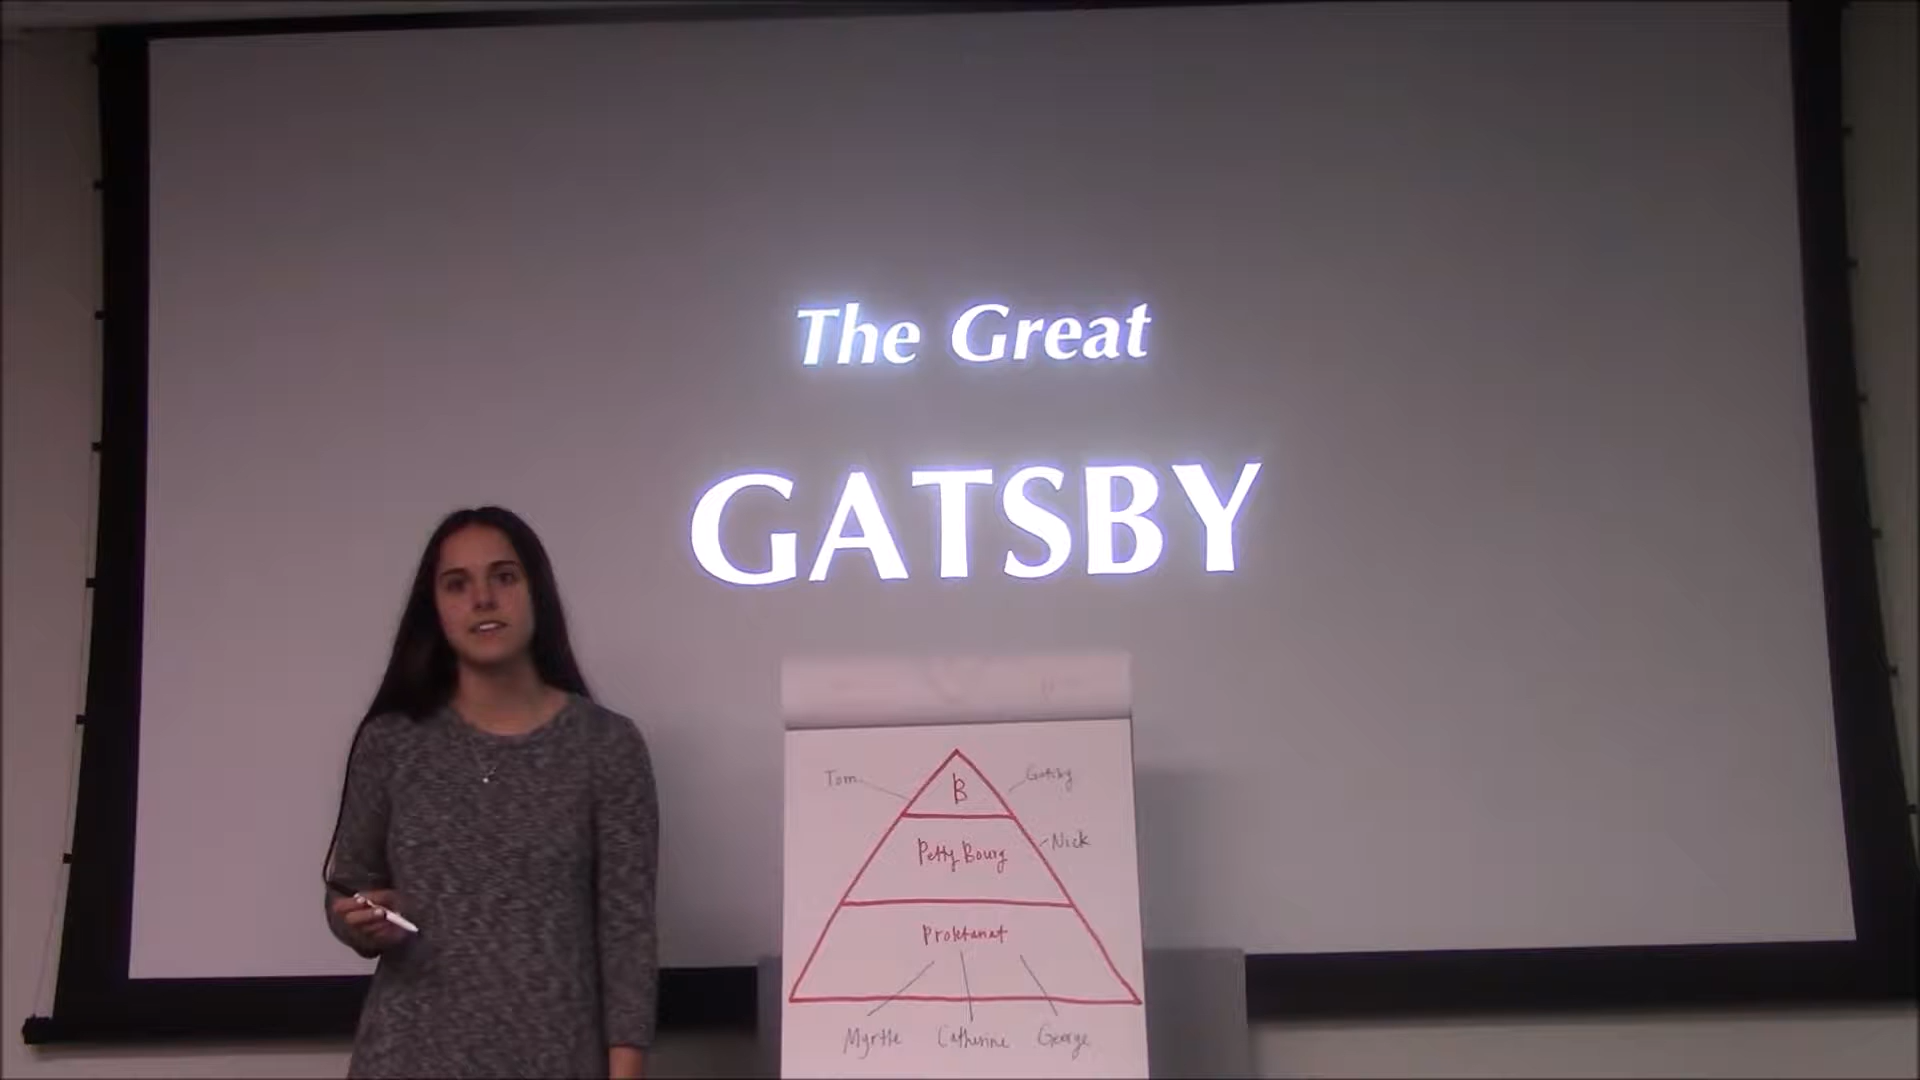 The Great
GATSBY
Tom
Gatsby
B
Nick
Petty Bourg
Proletariat
Myrtle Catherine George